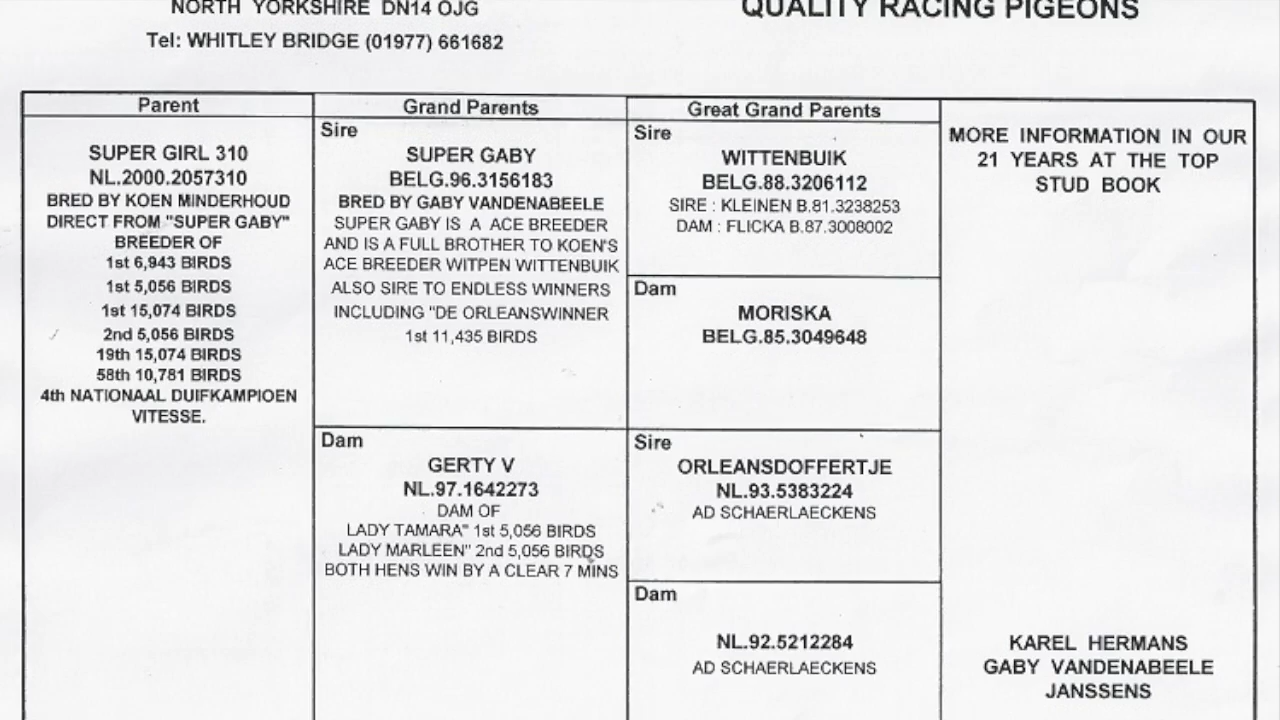 NORTH YORKSHIRE DN14 OJG
QUALITY RACING PIGEONS
Tel: WHITLEY BRIDGE (01977) 661682
Parent
SUPER GIRL 310
NL.2000.2057310
BRED BY KOEN MINDERHOUD
DIRECT FROM "SUPER GABY"
BREEDER OF
1st 6,943 BIRDS
1st 5,056 BIRDS
1st 15,074 BIRDS
2nd 5,056 BIRDS
19th 15,074 BIRDS
58th 10,781 BIRDS
4th NATIONAAL DUIFKAMPIOEN
VITESSE.
Grand Parents
Sire
SUPER GABY
BELG.96.3156183
BRED BY GABY VANDENABEELE
SUPER GABY IS A ACE BREEDER
AND IS A FULL BROTHER TO KOEN'S
ACE BREEDER WITPEN WITTENBUIK
ALSO SIRE TO ENDLESS WINNERS
INCLUDING "DE ORLEANSWINNER
1st 11,435 BIRDS
Dam
GERTY V
NL.97.1642273
DAM OF
LADY TAMARA" 1st 5,056 BIRDS
LADY MARLEEN" 2nd 5,056 BIRDS
BOTH HENS WIN BY A CLEAR 7 MINS
Great Grand Parents
Sire
WITTENBUIK
BELG.88.3206112
SIRE : KLEINEN B.81.3238253
DAM : FLICKA B.87.3008002
Dam
MORISKA
BELG.85.3049648
Sire
ORLEANSDOFFERTJE
NL.93.5383224
AD SCHAERLAECKENS
Dam
NL.92.5212284
AD SCHAERLAECKENS
MORE INFORMATION IN OUR
21 YEARS AT THE TOP
STUD BOOK
KAREL HERMANS
GABY VANDENABEELE
JANSSENS